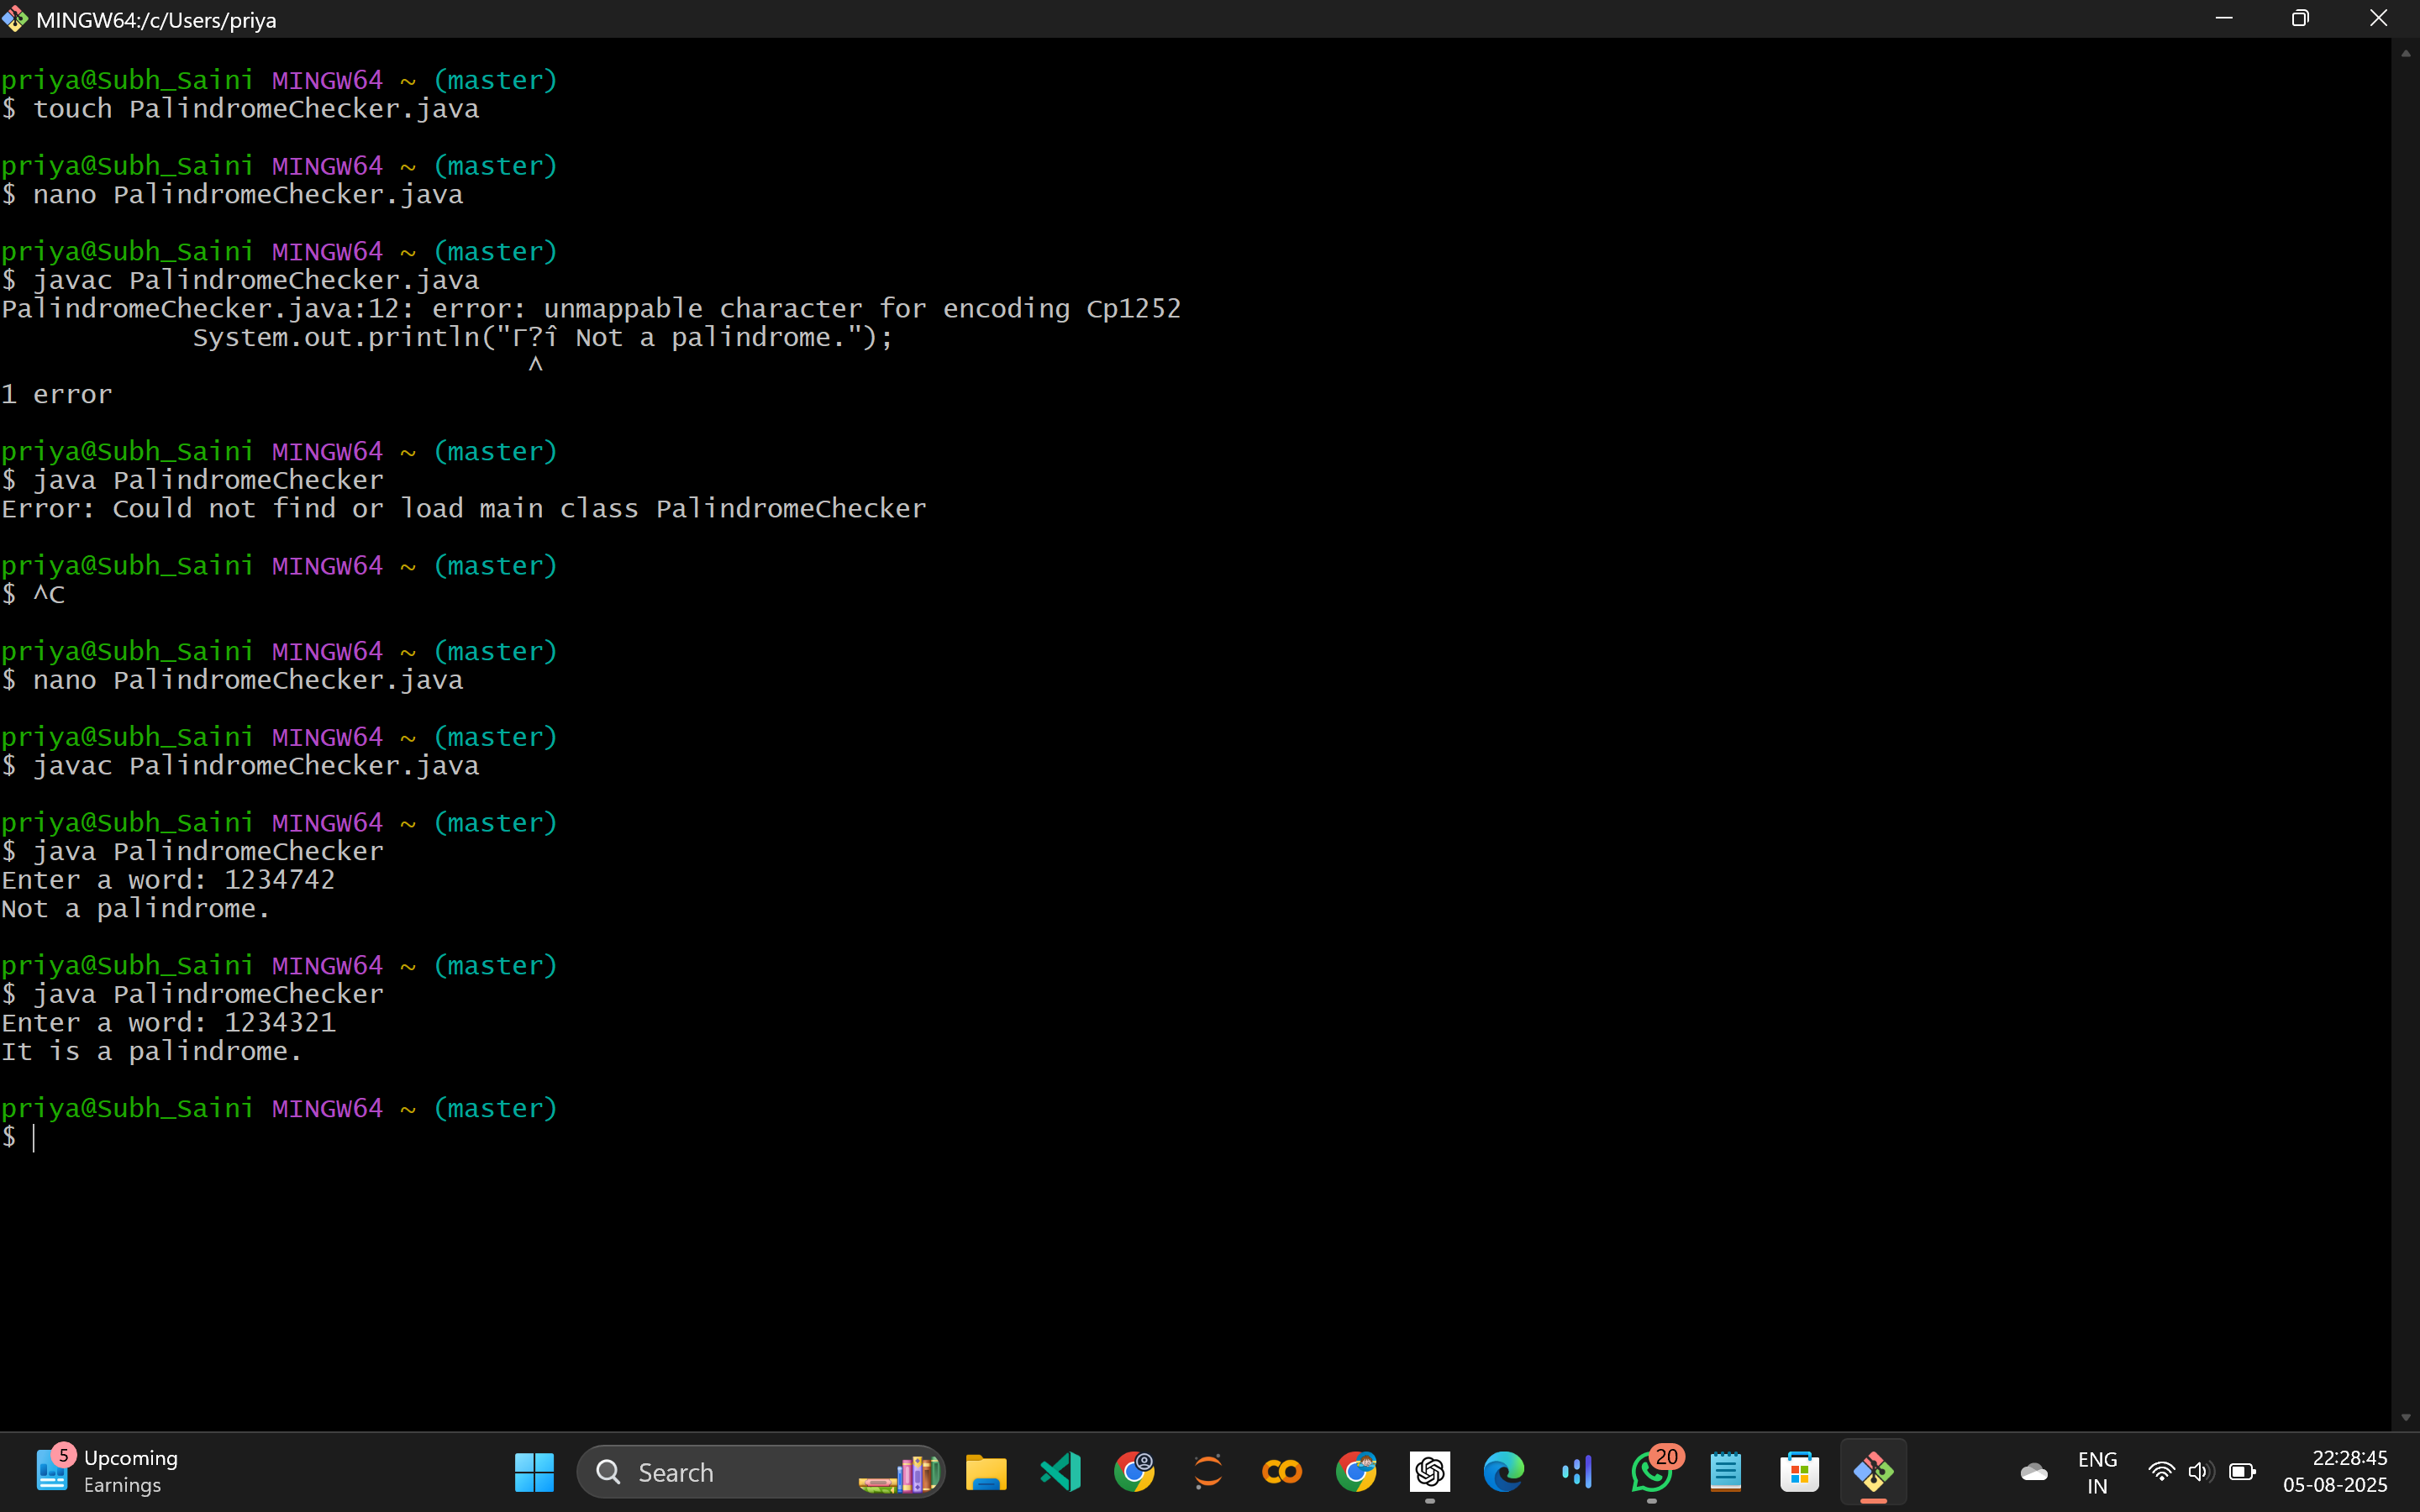 MINGW64:/c/Users/priya
priya@Subh_Saini MINGW64 ~ (master)
$ touch PalindromeChecker.java
priya@Subh_Saini MINGW64 ~ (master)
$ nano PalindromeChecker.java
priya@Subh_Saini MINGW64 ~ (master)
$ javac PalindromeChecker.java
PalindromeChecker.java:12: error: unmappable character for encoding Cp1252
System.out.println("Γ?î Not a palindrome.");
^
1 error
priya@Subh_Saini MINGW64 ~ (master)
$ java PalindromeChecker
Error: Could not find or load main class PalindromeChecker
priya@Subh_Saini MINGW64 ~ (master)
$ ^C
priya@Subh_Saini MINGW64 ~ (master)
$ nano PalindromeChecker.java
priya@Subh_Saini MINGW64 ~ (master)
$ javac PalindromeChecker.java
priya@Subh_Saini MINGW64 ~ (master)
$ java PalindromeChecker
Enter a word: 1234742
Not a palindrome.
priya@Subh_Saini MINGW64 ~ (master)
$ java PalindromeChecker
Enter a word: 1234321
It is a palindrome.
priya@Subh_Saini MINGW64 ~ (master)
$
5
Upcoming
Earnings
Search
20
ENG
IN
22:28:45
05-08-2025